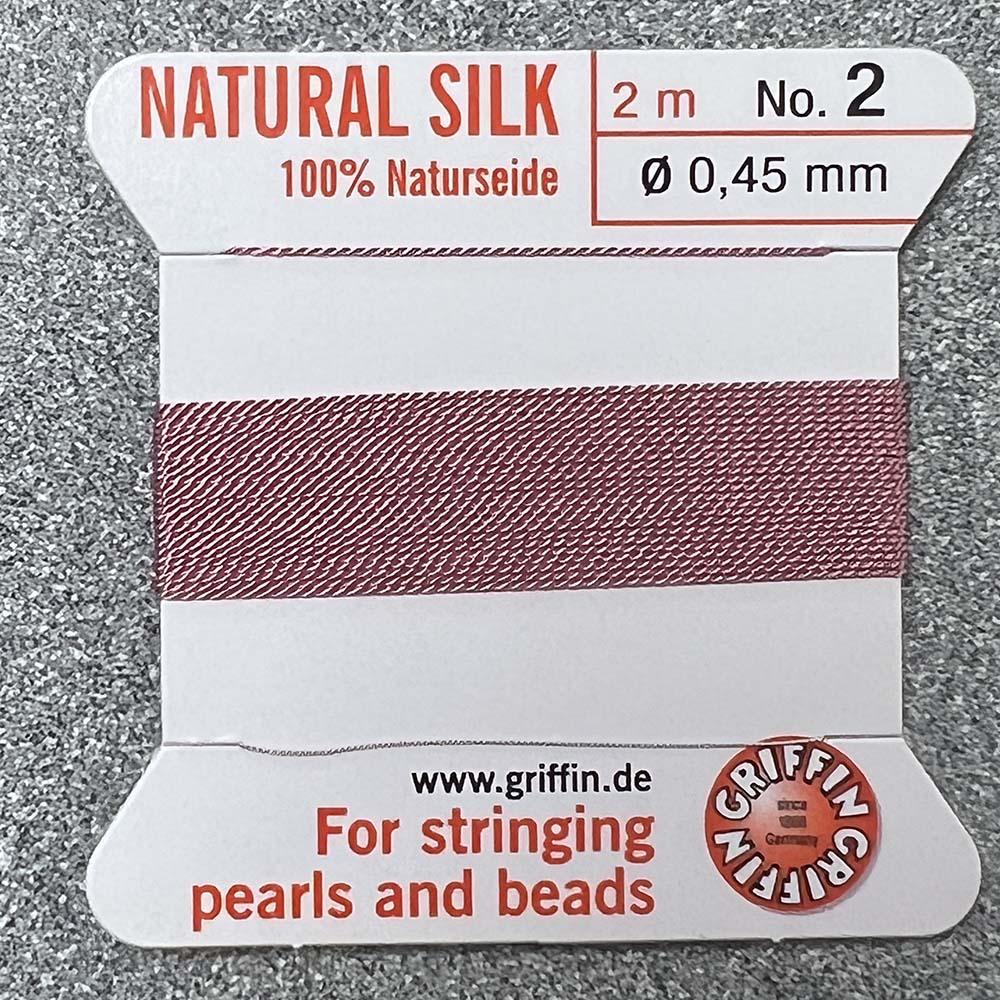 NATURAL SILK
100% Naturseide
2 m No. 2
Ø 0,45 mm
www.griffin.de
For stringing
pearls and beads
GRIFFIN GRIFFIN
Germany